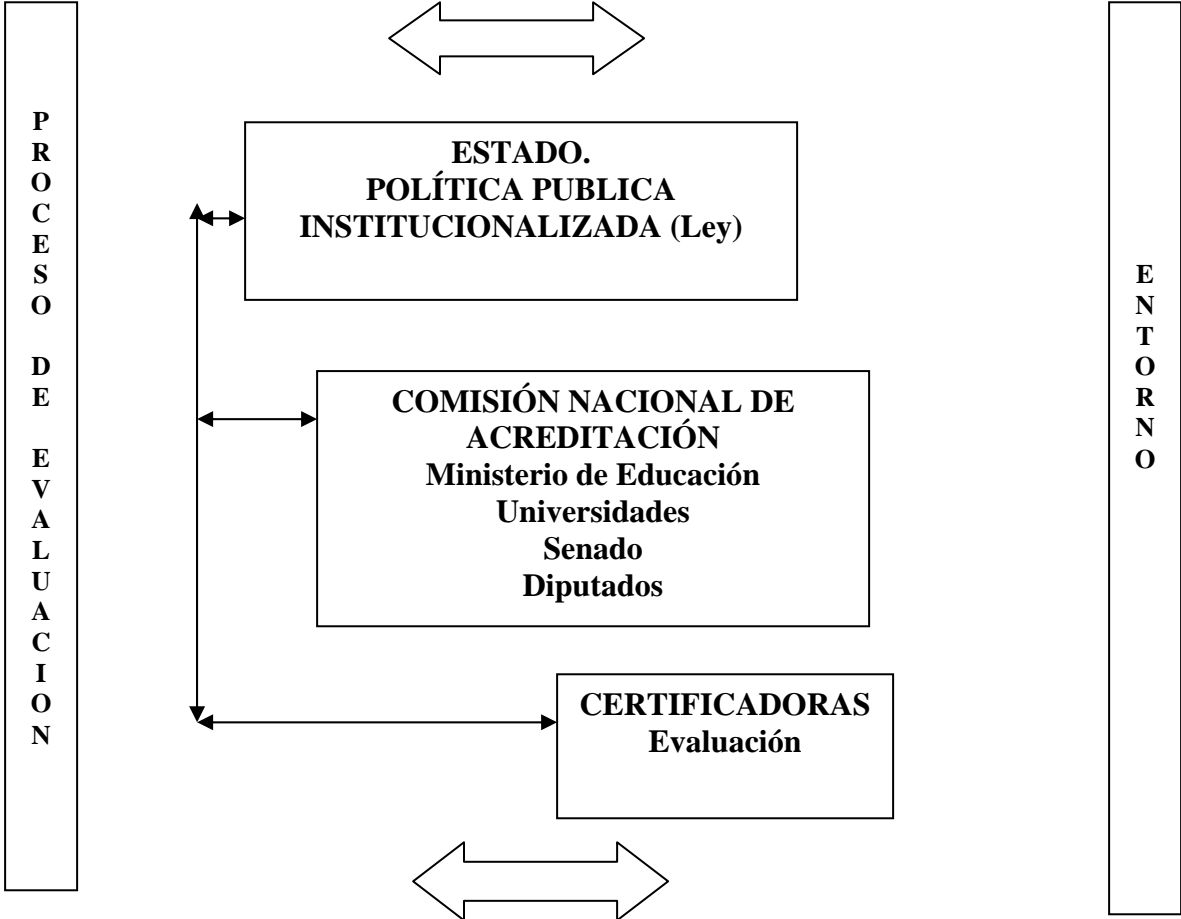 PROCESO DE EVALUACION
ESTADO.
POLÍTICA PUBLICA
INSTITUCIONALIZADA (Ley)
COMISIÓN NACIONAL DE
ACREDITACIÓN
Ministerio de Educación
Universidades
Senado
Diputados
CERTIFICADORAS
Evaluación
ENTORNO